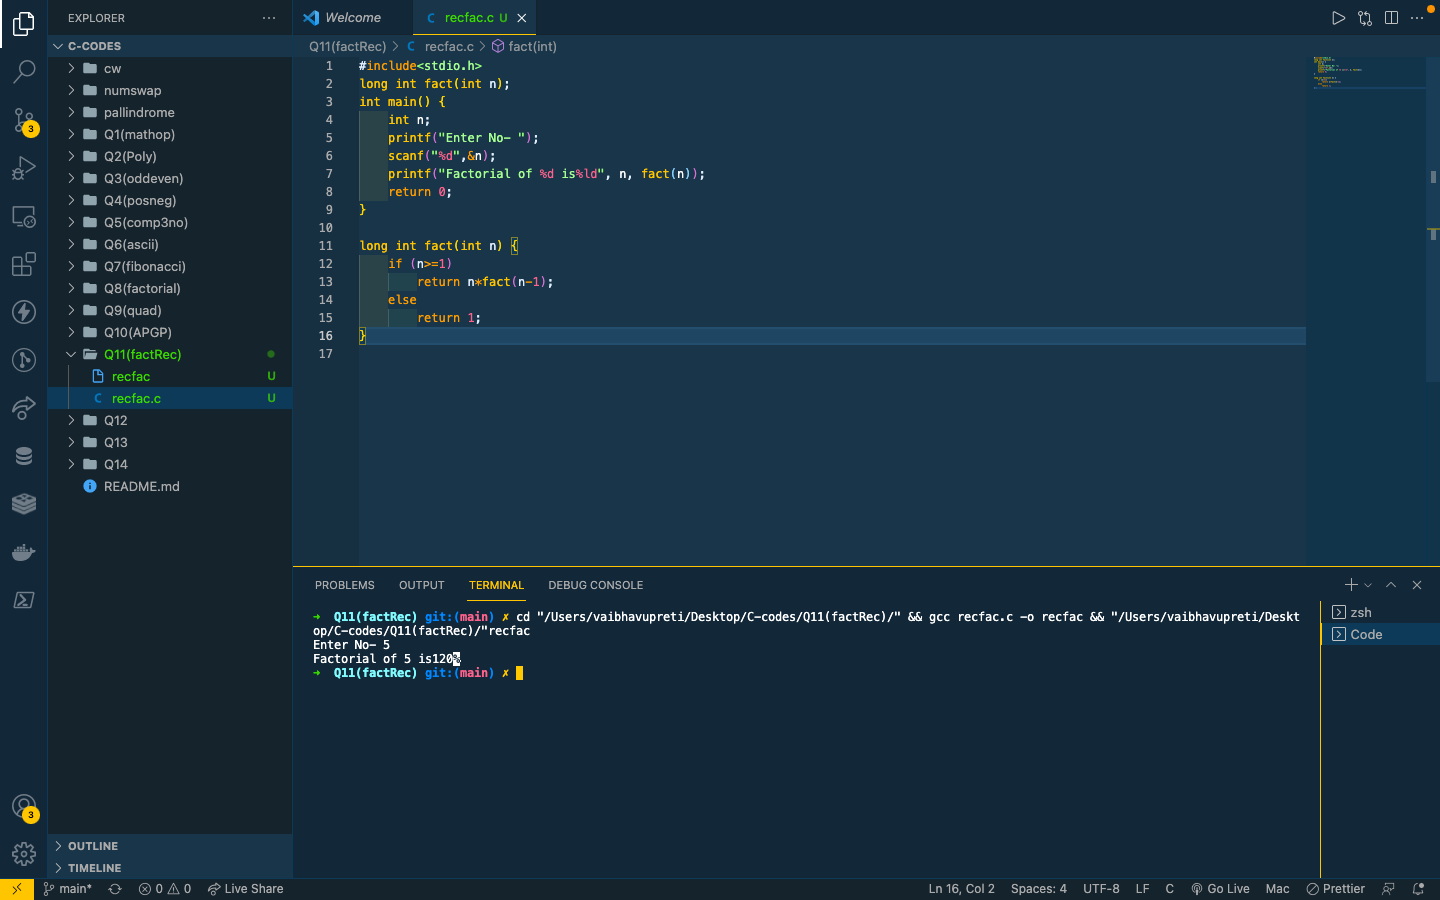 EXPLORER
C-CODES
cw
numswap
pallindrome
Q1(mathop)
Q2(Poly)
Q3(oddeven)
Q4(posneg)
Q5(comp3no)
Q6(ascii)
Q7(fibonacci)
Q8(factorial)
Q9(quad)
Q10(APGP)
Q11(factRec)
recfac U
recfac.c U
Q12
Q13
Q14
README.md
OUTLINE
TIMELINE
3
3
Welcome
C recfac.c U
Q11(factRec) > C recfac.c > fact(int)
1 #include<stdio.h>
2 long int fact(int n);
3 int main() {
4 int n;
5 printf("Enter No- ");
6 scanf("%d",&n);
7 printf("Factorial of %d is%ld", n, fact(n));
8 return 0;
9 }
10
11 long int fact(int n) {
12 if (n>=1)
13 return n*fact(n-1);
14 else
15 return 1;
16 }
17
PROBLEMS OUTPUT TERMINAL DEBUG CONSOLE
➜ Q11(factRec) git:(main) ✗ cd "/Users/vaibhavupreti/Desktop/C-codes/Q11(factRec)/" && gcc recfac.c -o recfac && "/Users/vaibhavupreti/Deskt
op/C-codes/Q11(factRec)/"recfac
Enter No- 5
Factorial of 5 is120%
➜ Q11(factRec) git:(main) ✗
zsh
Code
main* 0 0 Live Share Ln 16, Col 2 Spaces: 4 UTF-8 LF C Go Live Mac Prettier